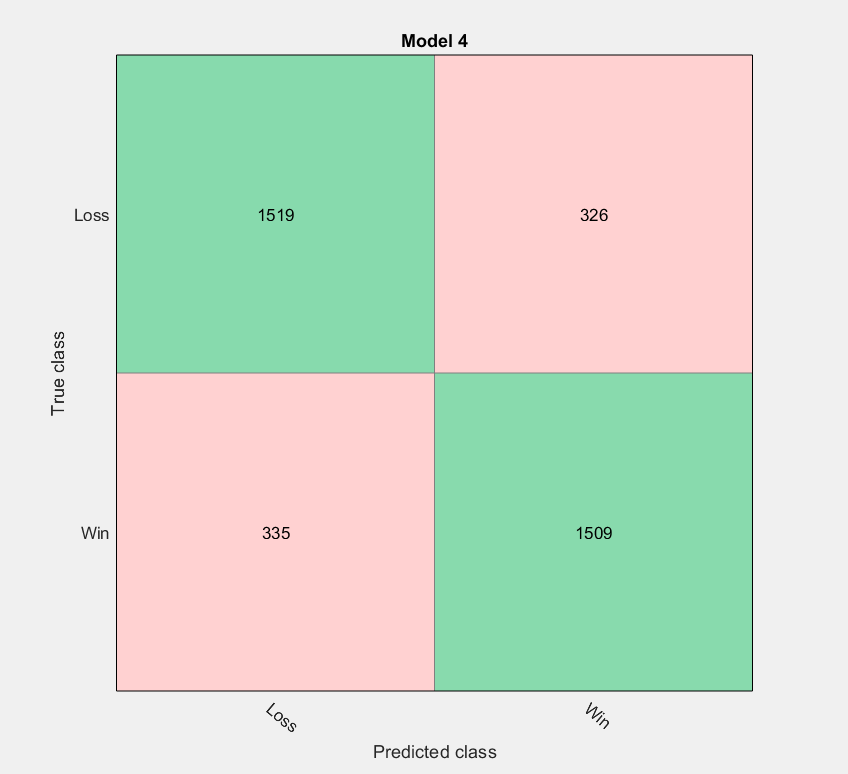 Model 4
Loss
1519
326
True class
Win
335
1509
Loss
Win
Predicted class